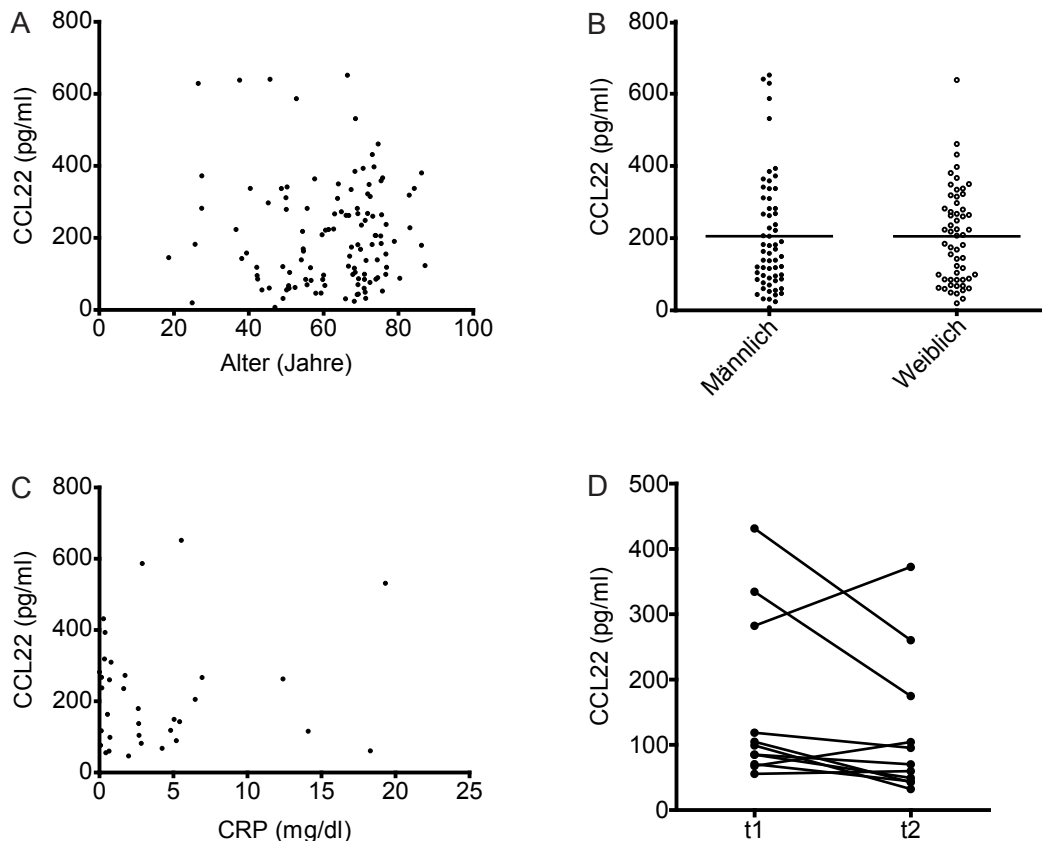 A
CCL22 (pg/ml)
800
600
400
200
0
0 20 40 60 80 100
Alter (Jahre)
B
CCL22 (pg/ml)
800
600
400
200
0
Männlich
Weiblich
C
CCL22 (pg/ml)
800
600
400
200
0
0 5 10 15 20 25
CRP (mg/dl)
D
CCL22 (pg/ml)
500
400
300
200
100
0
t1 t2